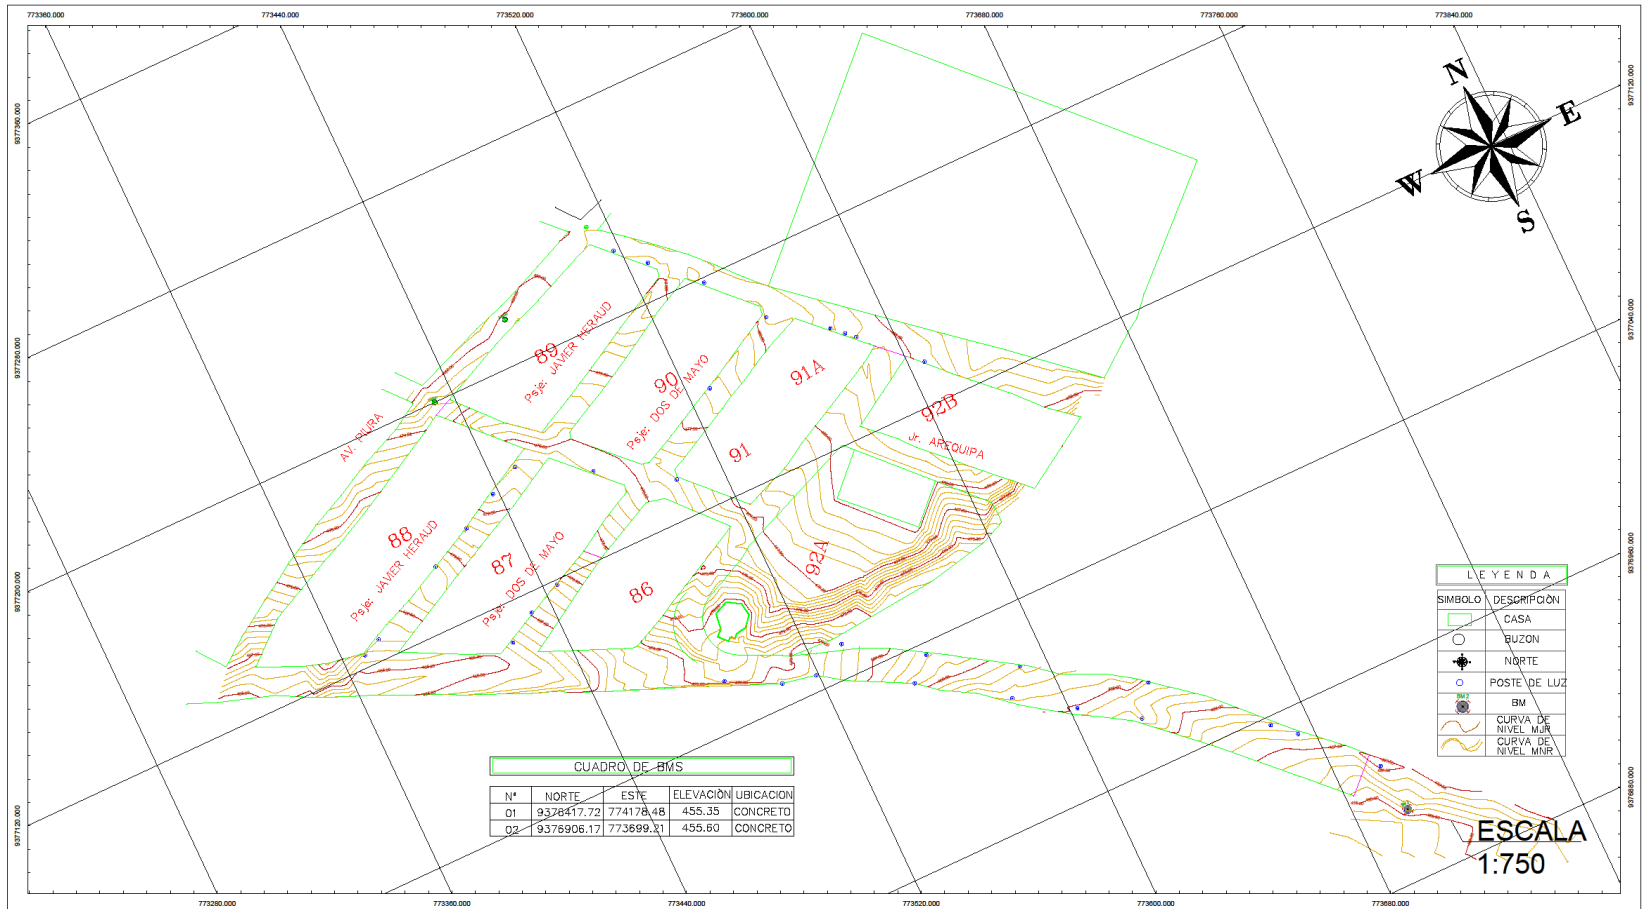 773360.000
773440.000
773520.000
773600.000
773680.000
773760.000
773840.000
9377360.000
9377280.000
9377200.000
9377120.000
9377120.000
9377040.000
9376960.000
9376880.000
N
E
W
S
89
Psje: JAVIER HERAUD
90
Psje: DOS DE MAYO
91A
91
92B
Jr. AREQUIPA
AV. PIURA
88
Psje: JAVIER HERAUD
87
Psje: DOS DE MAYO
86
92A
LEYENDA
SIMBOLO DESCRIPCIÓN
CASA
BUZON
NORTE
POSTE DE LUZ
BM2
BM
CURVA DE
NIVEL MJR
CURVA DE
NIVEL MNR
CUADRO DE BMS
N° NORTE ESTE ELEVACIÓN UBICACION
01 9376417.72 774178.48 455.35 CONCRETO
02 9376906.17 773699.21 455.60 CONCRETO
ESCALA
1:750
773280.000
773360.000
773440.000
773520.000
773600.000
773680.000